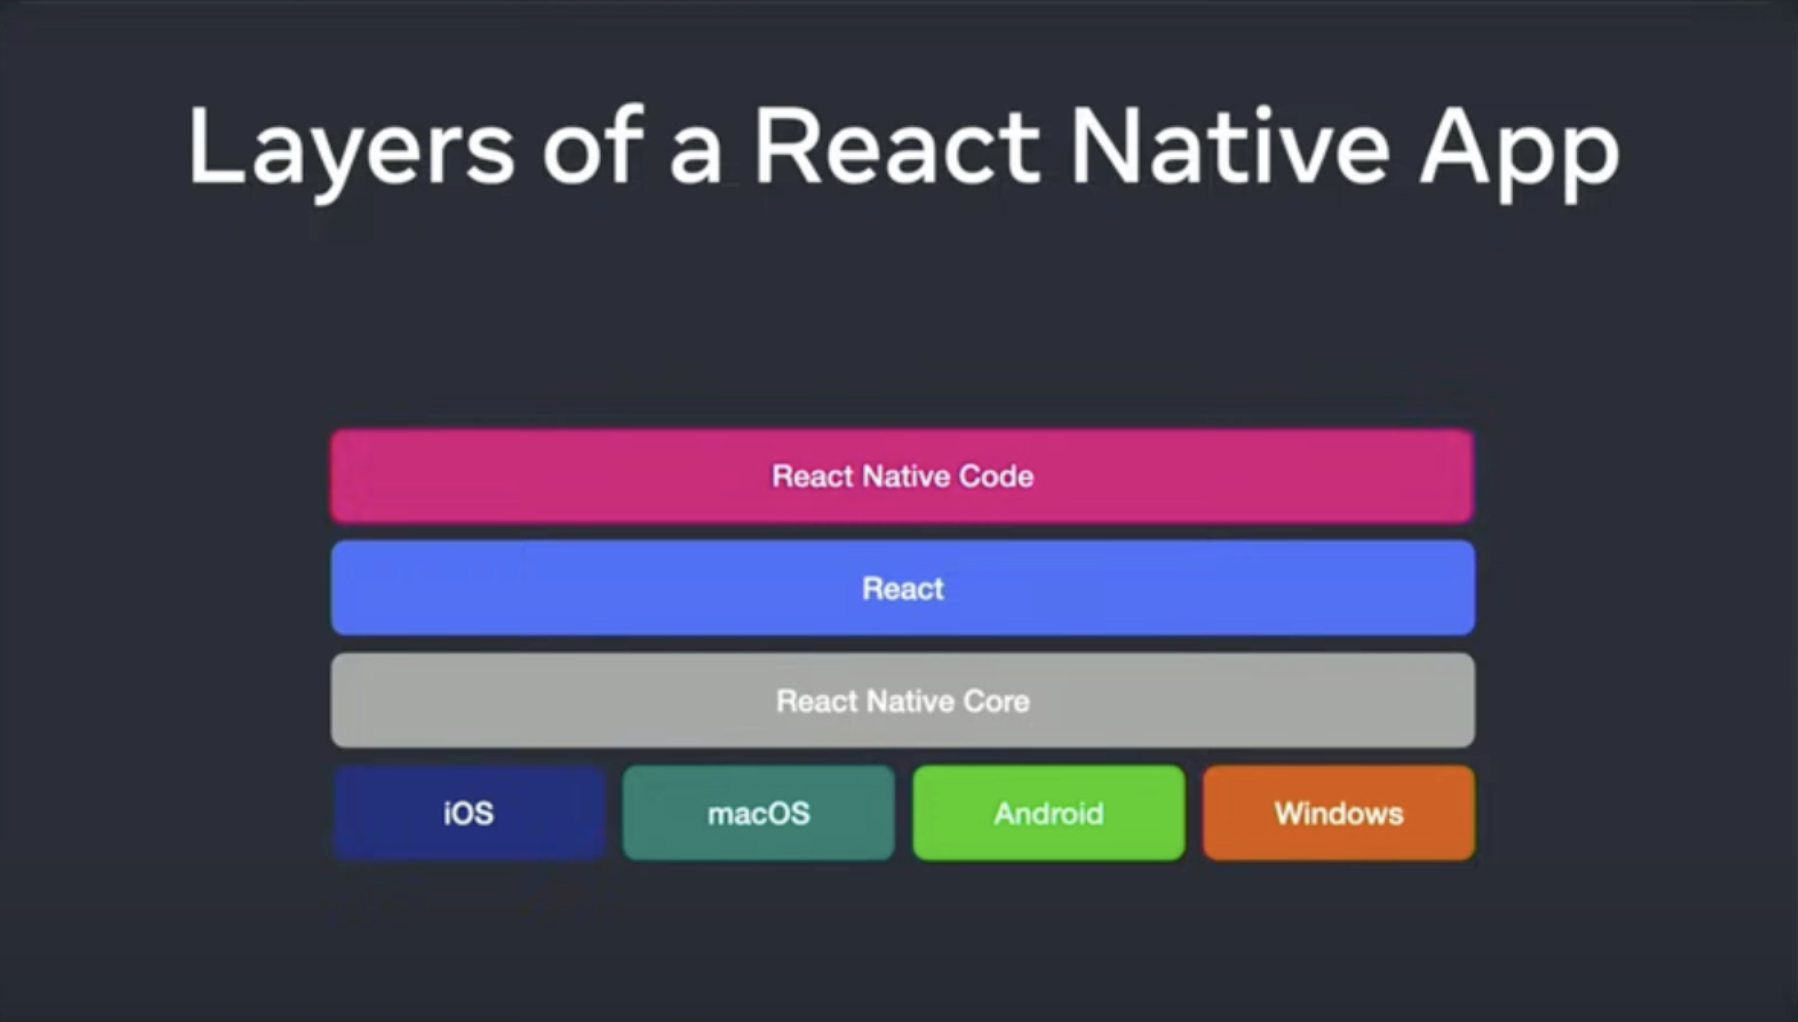 Layers of a React Native App
React Native Code
React
React Native Core
iOS
macOS
Android
Windows